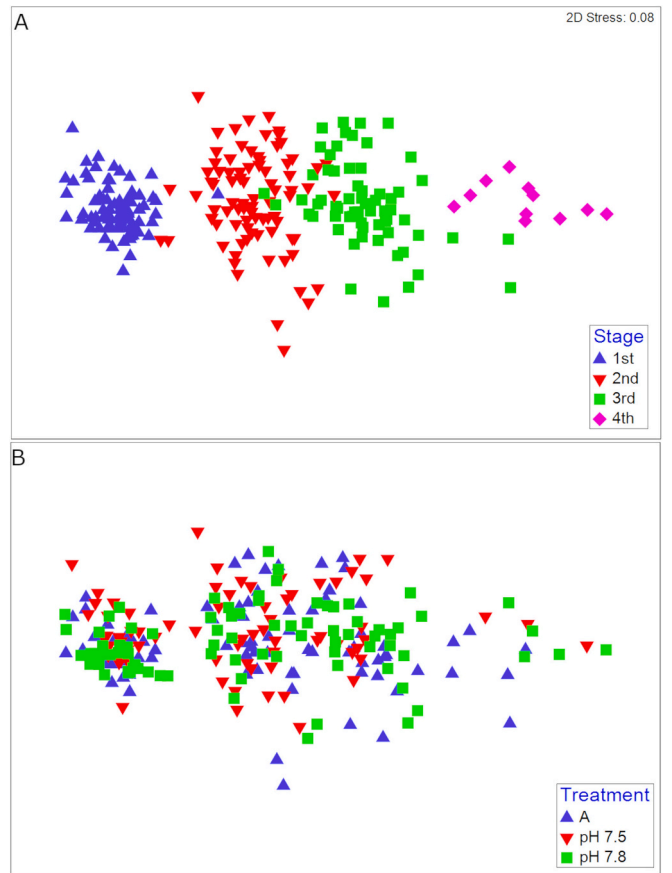 A
2D Stress: 0.08
Stage
1st
2nd
3rd
4th
B
Treatment
A
pH 7.5
pH 7.8